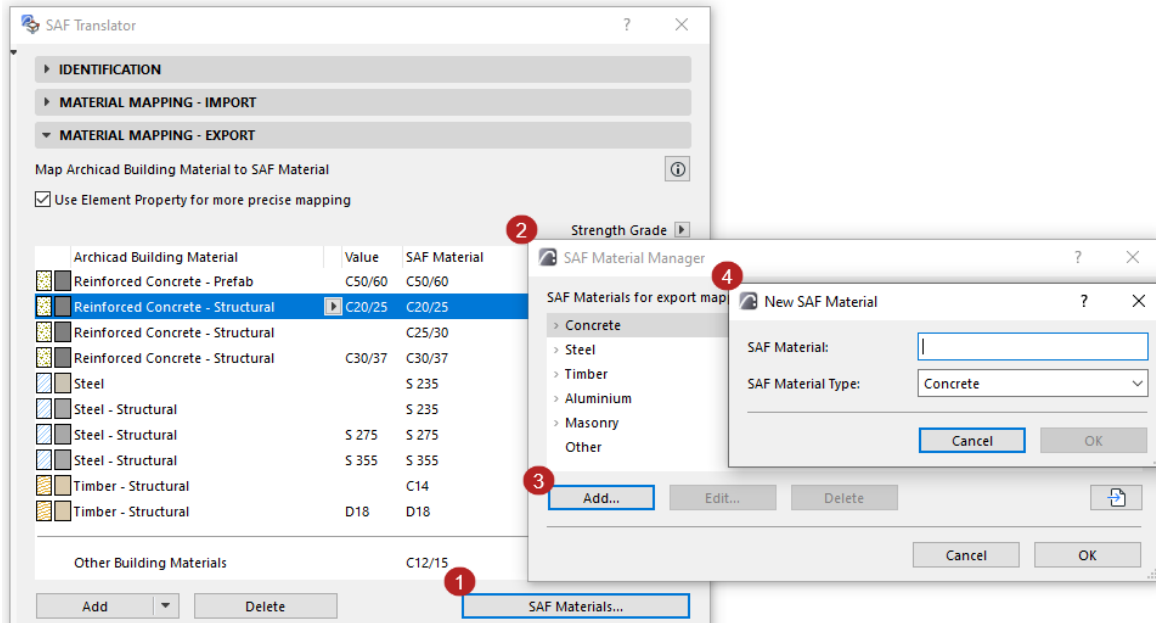 SAF Translator ? ×
IDENTIFICATION
MATERIAL MAPPING - IMPORT
MATERIAL MAPPING - EXPORT
Map Archicad Building Material to SAF Material
Use Element Property for more precise mapping
Strength Grade
Archicad Building Material Value SAF Material
Reinforced Concrete - Prefab C50/60 C50/60
Reinforced Concrete - Structural C20/25 C20/25
Reinforced Concrete - Structural C25/30
Reinforced Concrete - Structural C30/37 C30/37
Steel S 235
Steel - Structural S 235
Steel - Structural S 275 S 275
Steel - Structural S 355 S 355
Timber - Structural C14
Timber - Structural D18 D18
Other Building Materials C12/15
1
Add Delete SAF Materials...
2
SAF Material Manager ? ×
SAF Materials for export map
Concrete
Steel
Timber
Aluminium
Masonry
Other
3
Add... Edit... Delete
Cancel OK
4
New SAF Material ? ×
SAF Material:
SAF Material Type: Concrete
Cancel OK